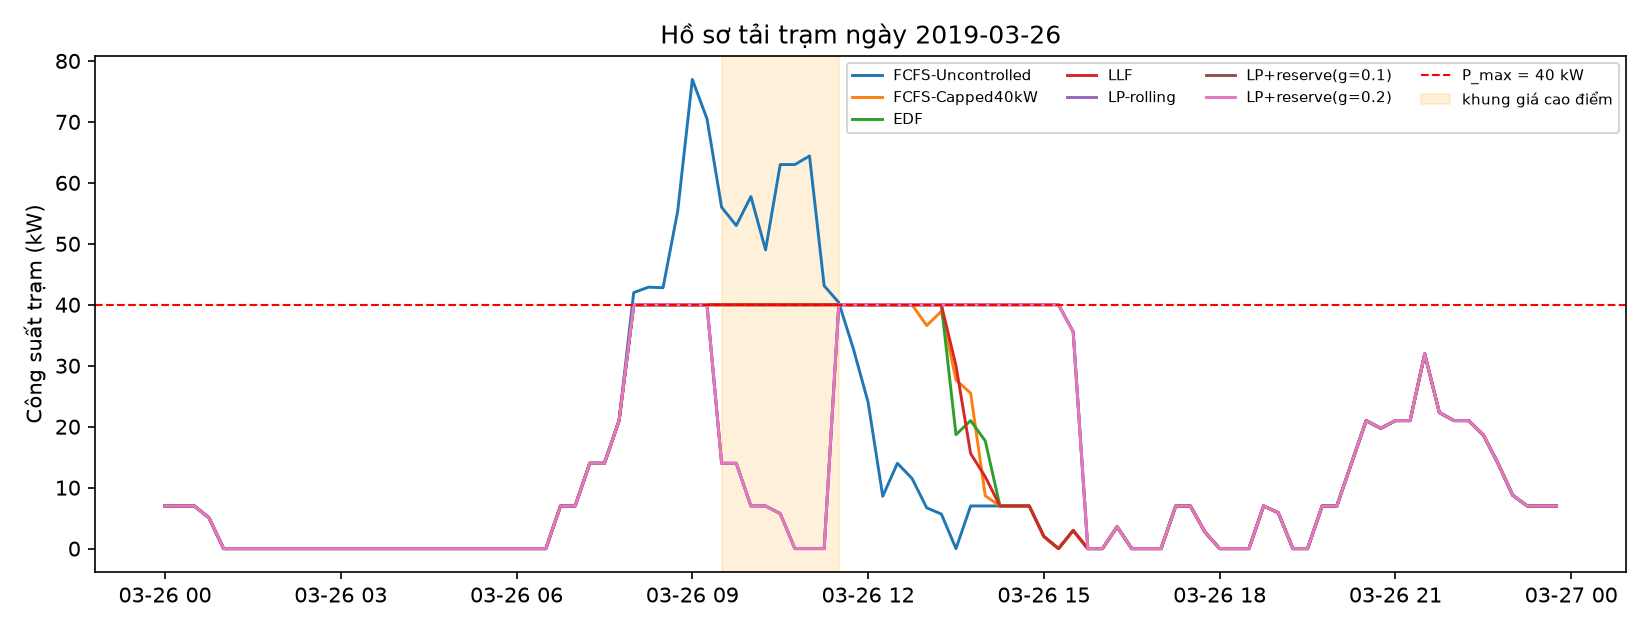 Hồ sơ tải trạm ngày 2019-03-26
Công suất trạm (kW)
80
70
60
50
40
30
20
10
0
FCFS-Uncontrolled
FCFS-Capped40kW
EDF
LLF
LP-rolling
LP+reserve(g=0.1)
LP+reserve(g=0.2)
P_max = 40 kW
khung giá cao điểm
03-26 00
03-26 03
03-26 06
03-26 09
03-26 12
03-26 15
03-26 18
03-26 21
03-27 00